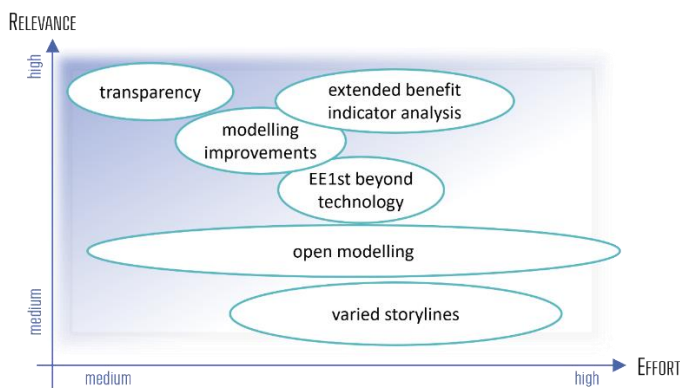 RELEVANCE
high
transparency
extended benefit
indicator analysis
modelling
improvements
EE1st beyond
technology
open modelling
medium
varied storylines
EFFORT
medium
high